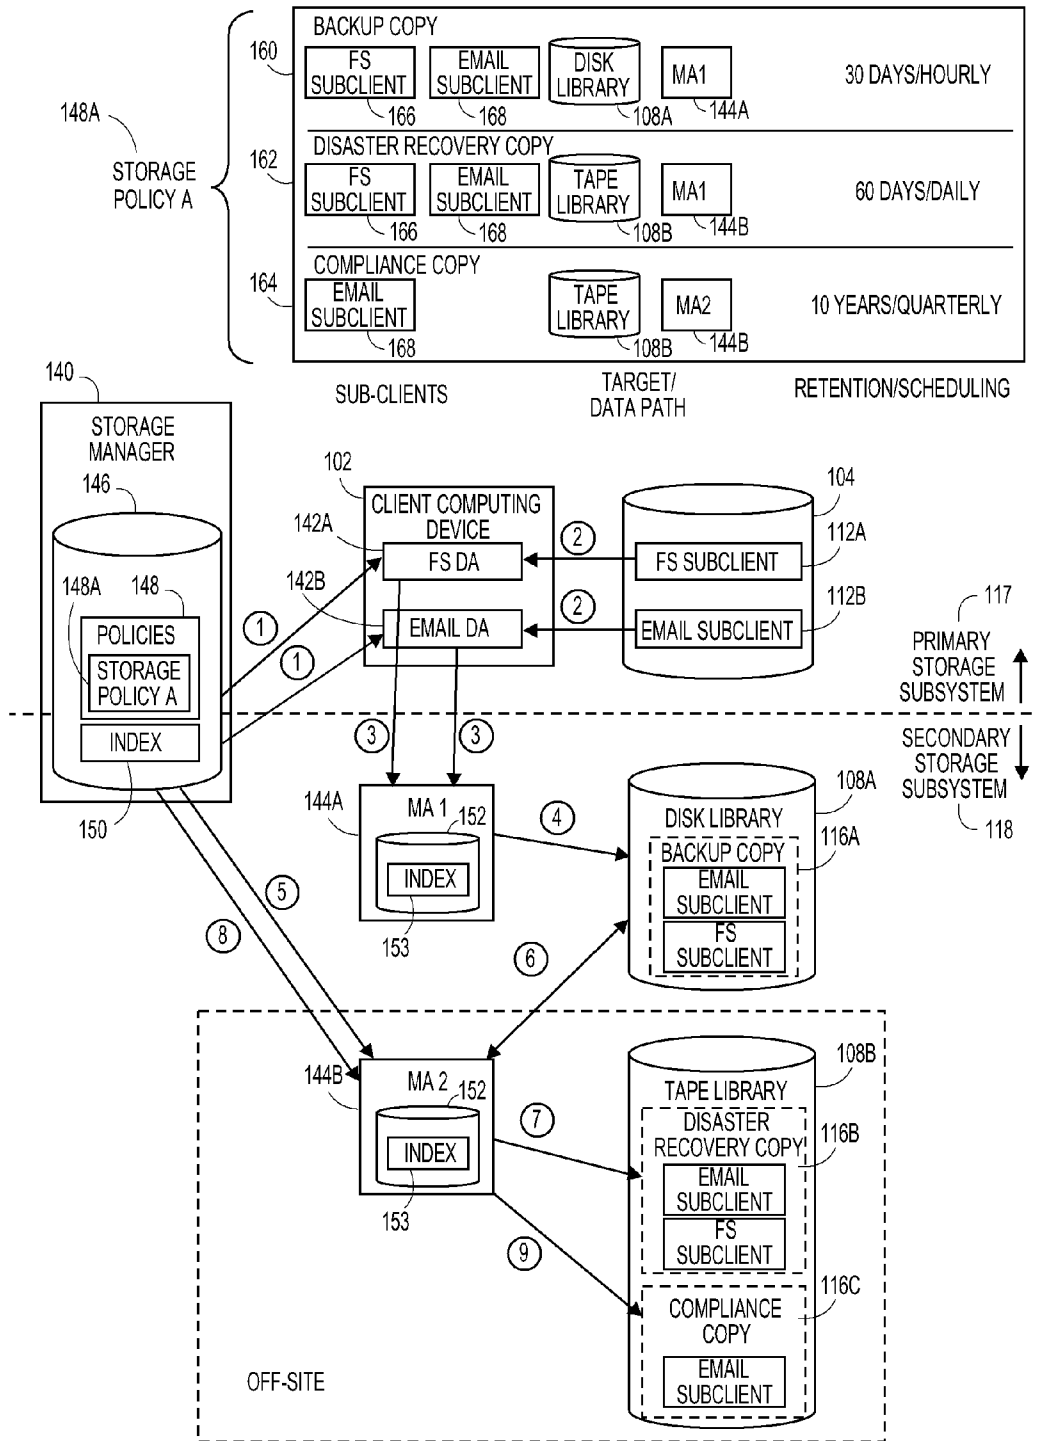 BACKUP COPY
160
FS
SUBCLIENT
166
EMAIL
SUBCLIENT
168
DISK
LIBRARY
108A
MA1
144A
30 DAYS/HOURLY
148A
STORAGE
POLICY A
DISASTER RECOVERY COPY
162
FS
SUBCLIENT
166
EMAIL
SUBCLIENT
168
TAPE
LIBRARY
108B
MA1
144B
60 DAYS/DAILY
COMPLIANCE COPY
164
EMAIL
SUBCLIENT
168
TAPE
LIBRARY
108B
MA2
144B
10 YEARS/QUARTERLY
SUB-CLIENTS
TARGET/
DATA PATH
RETENTION/SCHEDULING
140
STORAGE
MANAGER
146
148A
148
POLICIES
STORAGE
POLICY A
INDEX
150
1
1
102
CLIENT COMPUTING
DEVICE
142A
FS DA
142B
EMAIL DA
2
2
104
FS SUBCLIENT
112A
EMAIL SUBCLIENT
112B
117
PRIMARY
STORAGE
SUBSYSTEM
SECONDARY
STORAGE
SUBSYSTEM
118
3
3
144A
MA 1
152
INDEX
153
4
108A
DISK LIBRARY
116A
BACKUP COPY
EMAIL
SUBCLIENT
FS
SUBCLIENT
5
8
6
144B
MA 2
152
INDEX
153
7
9
108B
TAPE LIBRARY
DISASTER
RECOVERY COPY
116B
EMAIL
SUBCLIENT
FS
SUBCLIENT
116C
COMPLIANCE
COPY
EMAIL
SUBCLIENT
OFF-SITE